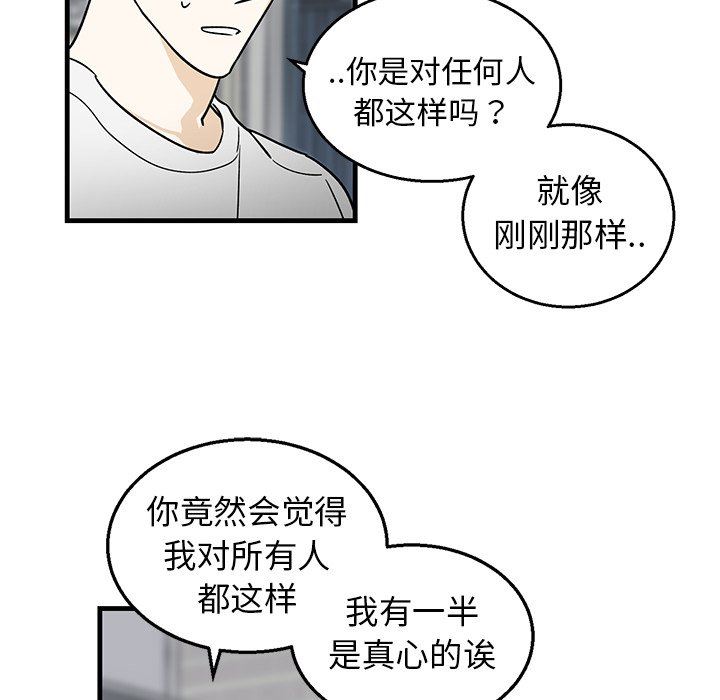 ..你是对任何人
都这样吗？
就像
刚刚那样..
你竟然会觉得
我对所有人
都这样
我有一半
是真心的诶